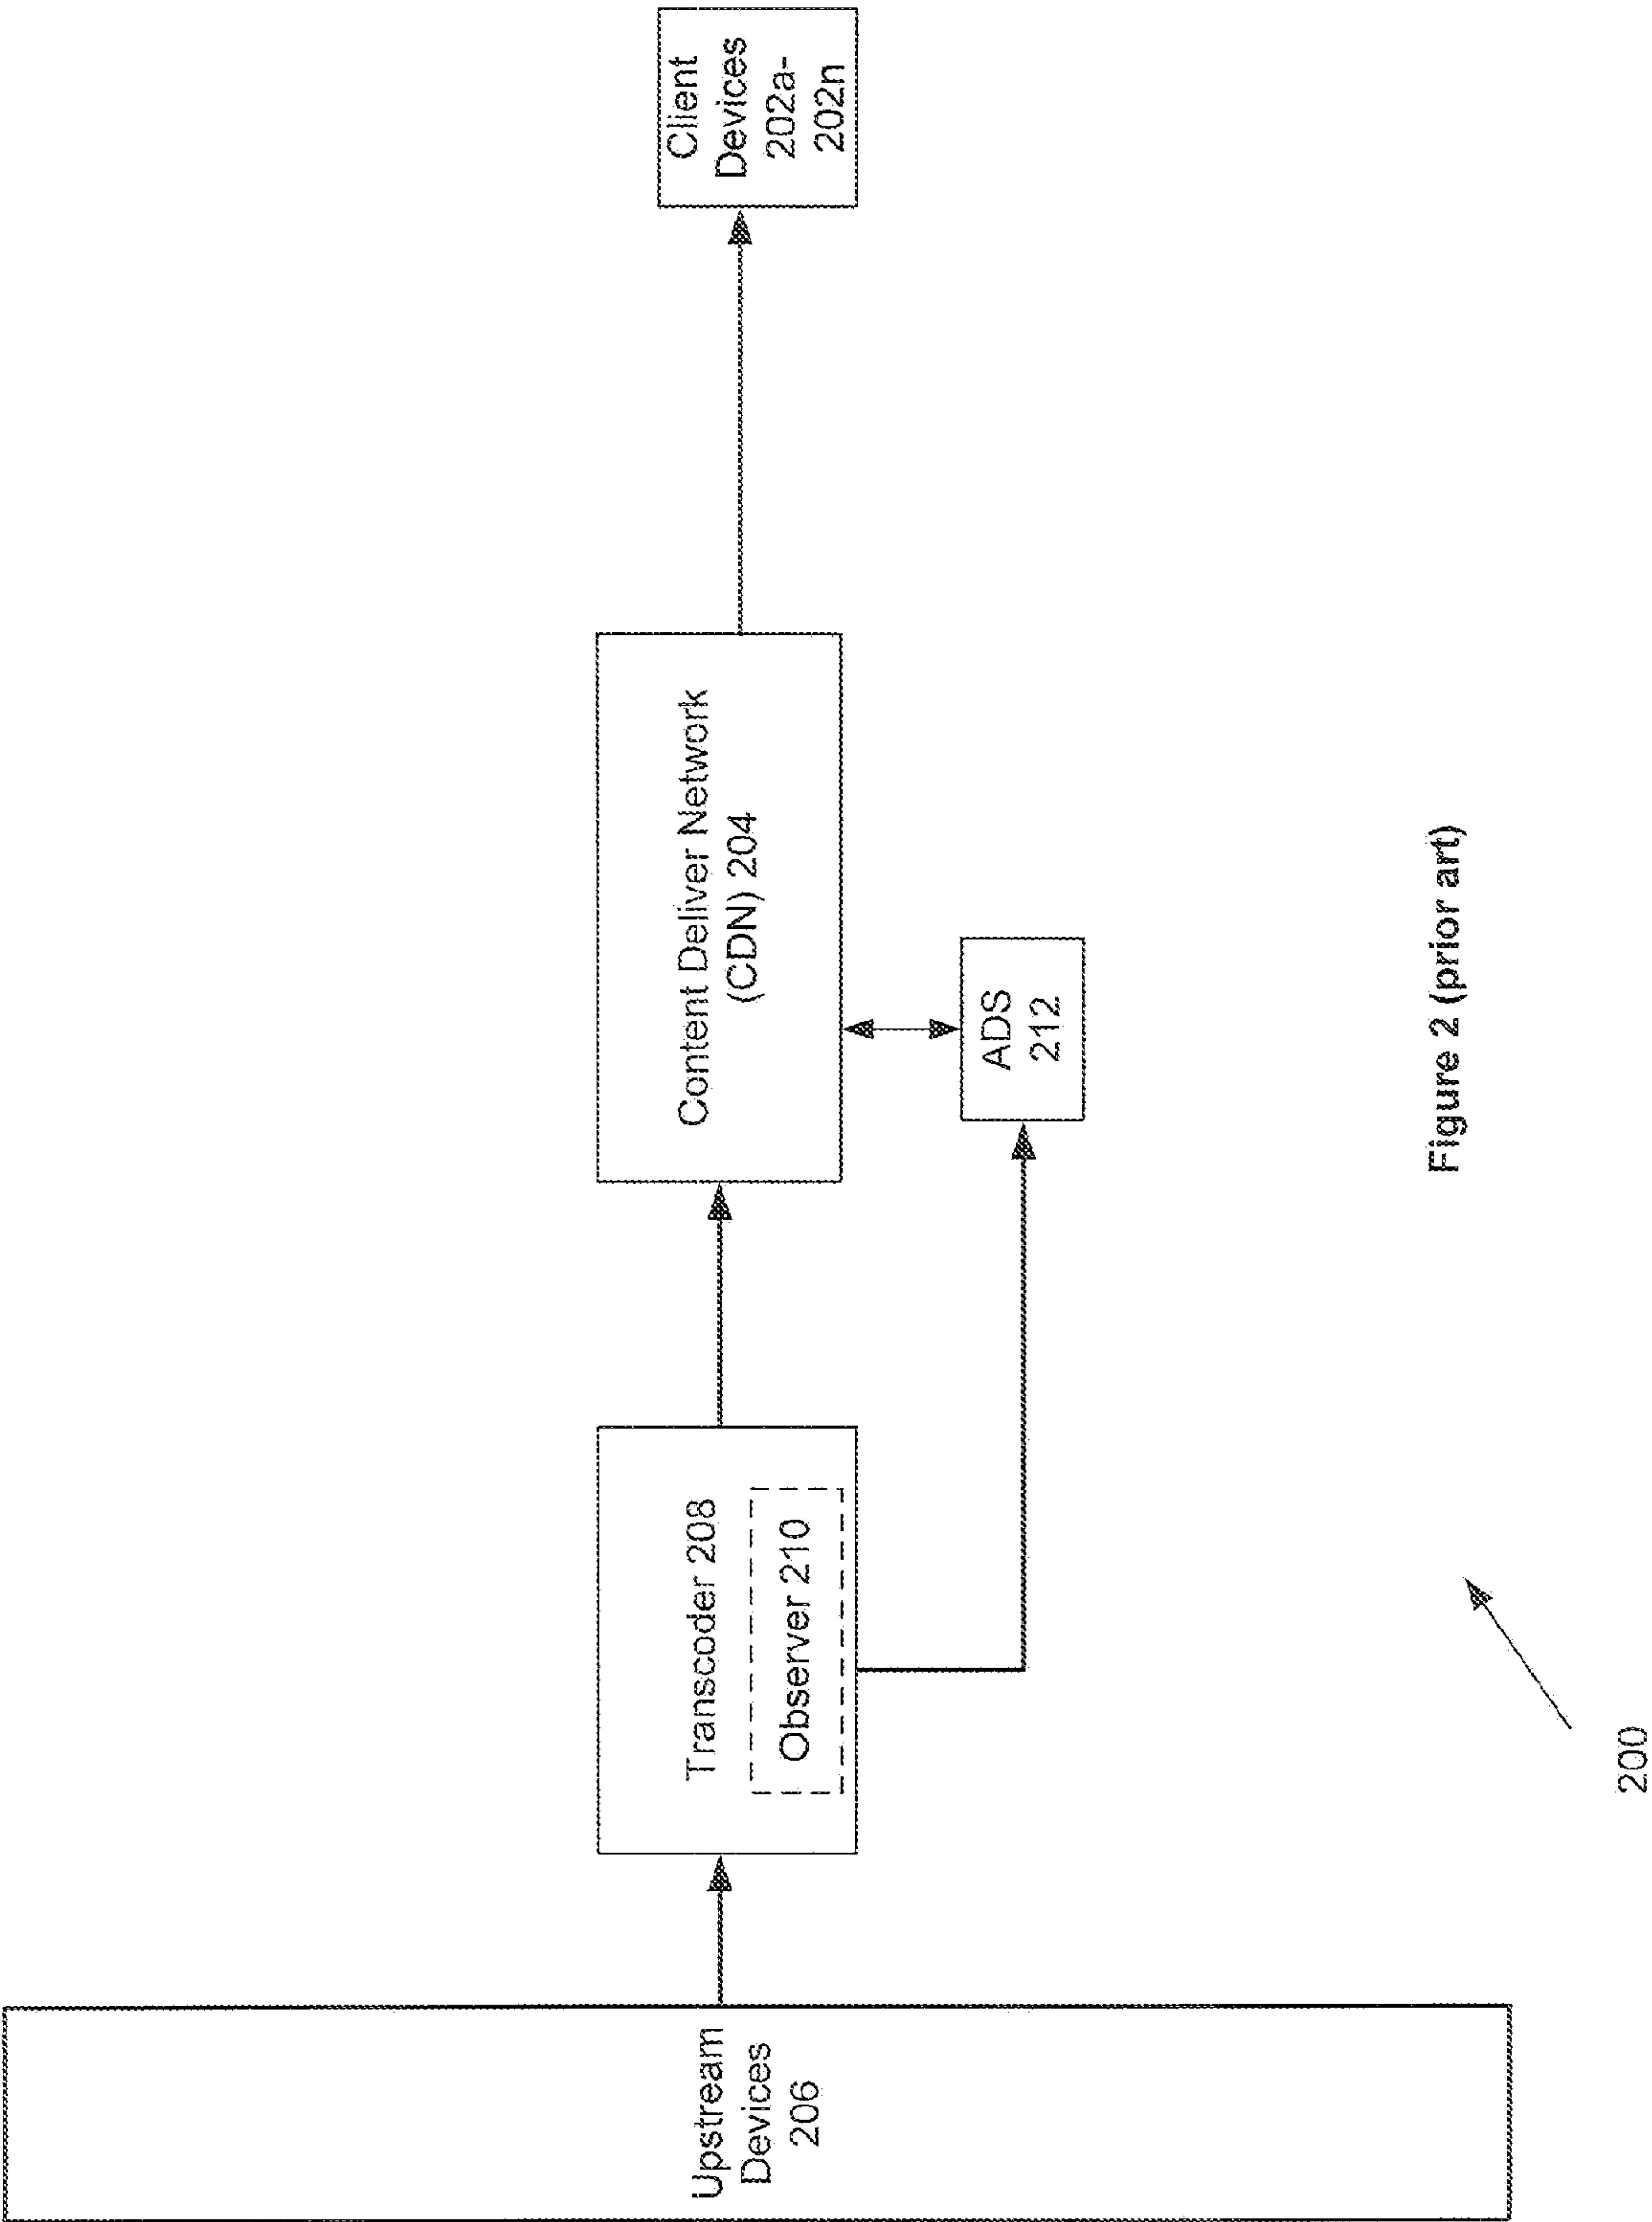 Upstream
Devices
206
Transcoder 208
Observer 210
Content Deliver Network
(CDN) 204
ADS
212
Client
Devices
202a-
202n
200
Figure 2 (prior art)